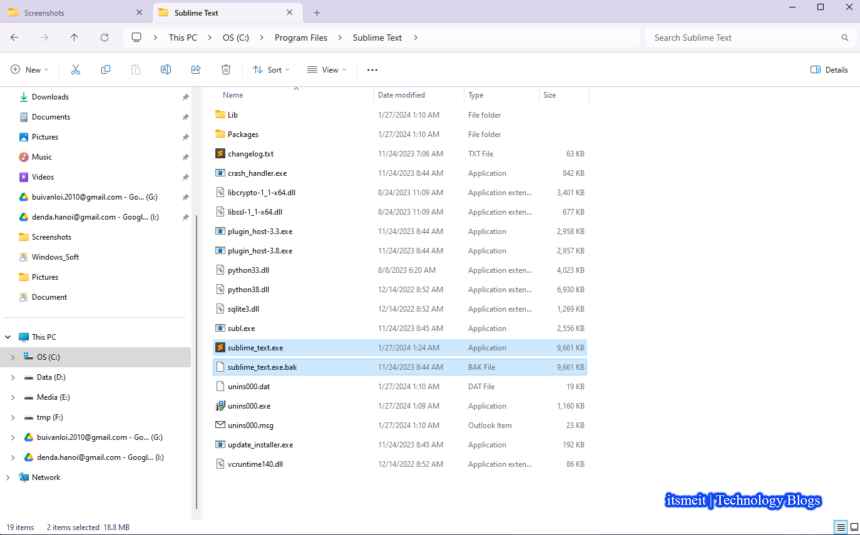 Screenshots
Sublime Text
This PC > OS (C:) > Program Files > Sublime Text >
Search Sublime Text
New
Sort
View
Details
Downloads
Documents
Pictures
Music
Videos
buivanloi.2010@gmail.com - Go... (G:)
denda.hanoi@gmail.com - Googl... (I:)
Screenshots
Windows_Soft
Pictures
Document
This PC
OS (C:)
Data (D:)
Media (E:)
tmp (F:)
buivanloi.2010@gmail.com - Go... (G:)
denda.hanoi@gmail.com - Googl... (I:)
Network
Name Date modified Type Size
Lib 1/27/2024 1:10 AM File folder
Packages 1/27/2024 1:10 AM File folder
changelog.txt 11/24/2023 7:06 AM TXT File 63 KB
crash_handler.exe 11/24/2023 8:44 AM Application 842 KB
libcrypto-1_1-x64.dll 8/24/2023 11:09 AM Application exten... 3,401 KB
libssl-1_1-x64.dll 8/24/2023 11:09 AM Application exten... 677 KB
plugin_host-3.3.exe 11/24/2023 8:44 AM Application 2,958 KB
plugin_host-3.8.exe 11/24/2023 8:44 AM Application 2,957 KB
python33.dll 8/8/2023 6:20 AM Application exten... 4,023 KB
python38.dll 12/14/2022 8:52 AM Application exten... 6,930 KB
sqlite3.dll 12/14/2022 8:52 AM Application exten... 1,269 KB
subl.exe 11/24/2023 8:45 AM Application 2,556 KB
sublime_text.exe 1/27/2024 1:24 AM Application 9,661 KB
sublime_text.exe.bak 11/24/2023 8:44 AM BAK File 9,661 KB
unins000.dat 1/27/2024 1:10 AM DAT File 19 KB
unins000.exe 1/27/2024 1:09 AM Application 1,160 KB
unins000.msg 1/27/2024 1:10 AM Outlook Item 23 KB
update_installer.exe 11/24/2023 8:45 AM Application 192 KB
vcruntime140.dll 12/14/2022 8:52 AM Application exten... 86 KB
itsmeit | Technology Blogs
19 items 2 items selected 18.8 MB